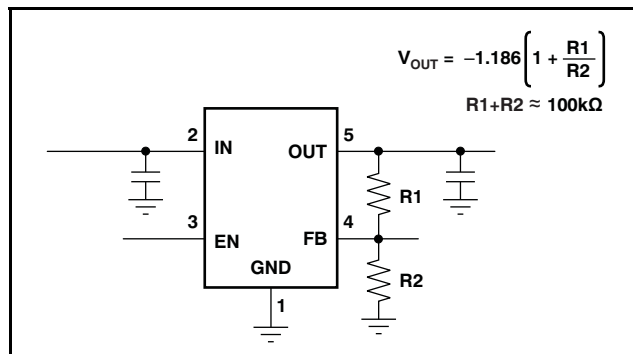 V_OUT = –1.186(1 + R1/R2)
R1+R2 ≈ 100kΩ
2
5
IN
OUT
R1
3
4
EN
FB
GND
R2
1